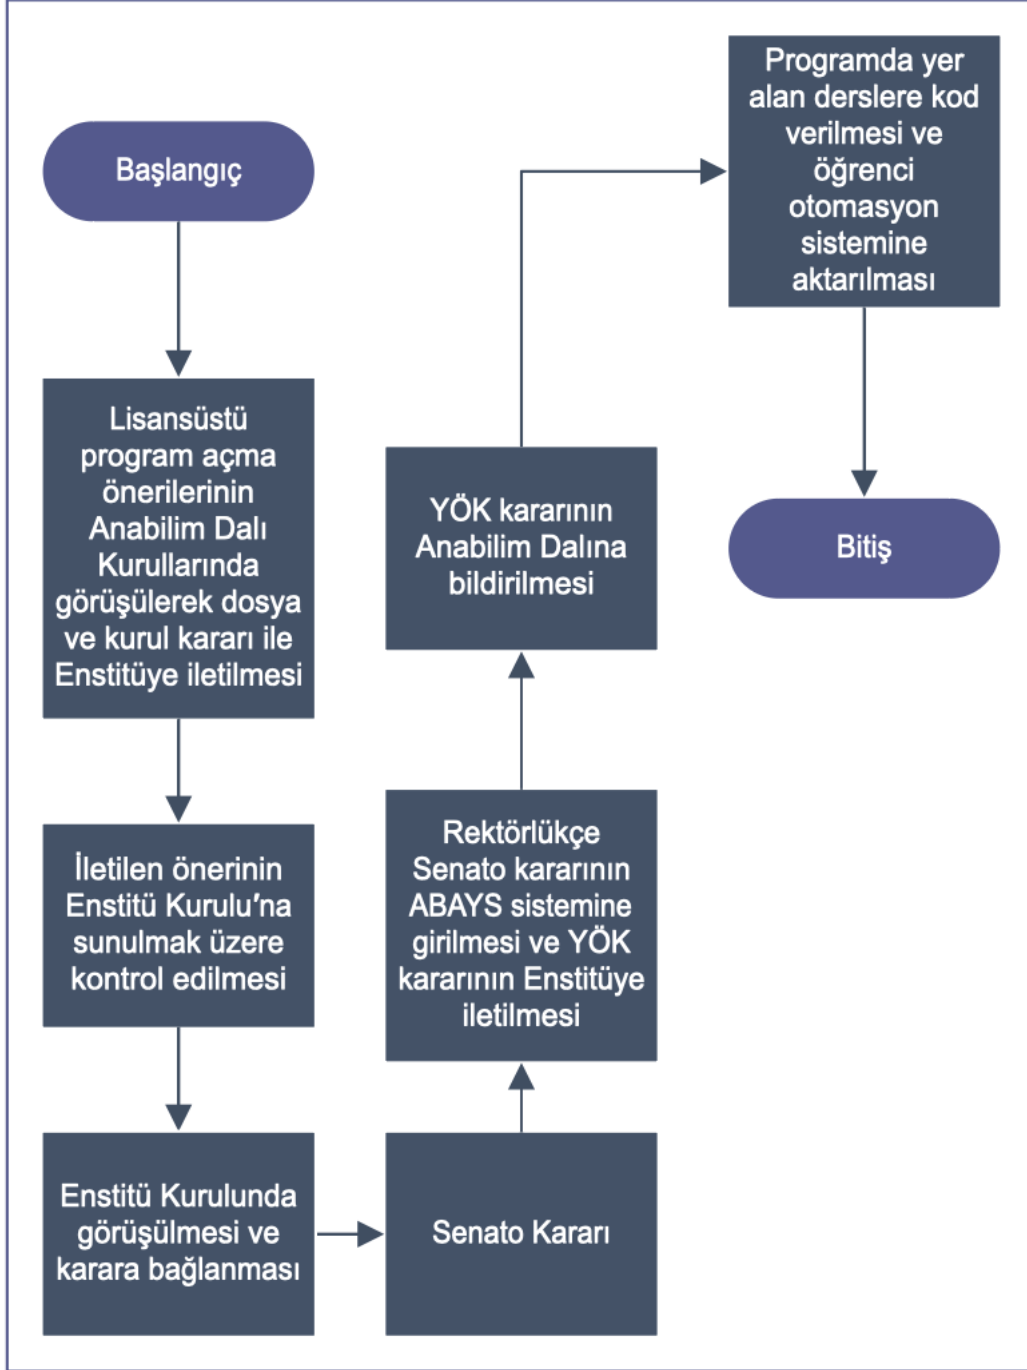 Başlangıç
Lisansüstü
program açma
önerilerinin
Anabilim Dalı
Kurullarında
görüşülerek dosya
ve kurul kararı ile
Enstitüye iletilmesi
İletilen önerinin
Enstitü Kurulu'na
sunulmak üzere
kontrol edilmesi
Enstitü Kurulunda
görüşülmesi ve
karara bağlanması
Senato Kararı
Rektörlükçe
Senato kararının
ABAYS sistemine
girilmesi ve YÖK
kararının Enstitüye
iletilmesi
YÖK kararının
Anabilim Dalına
bildirilmesi
Programda yer
alan derslere kod
verilmesi ve
öğrenci
otomasyon
sistemine
aktarılması
Bitiş